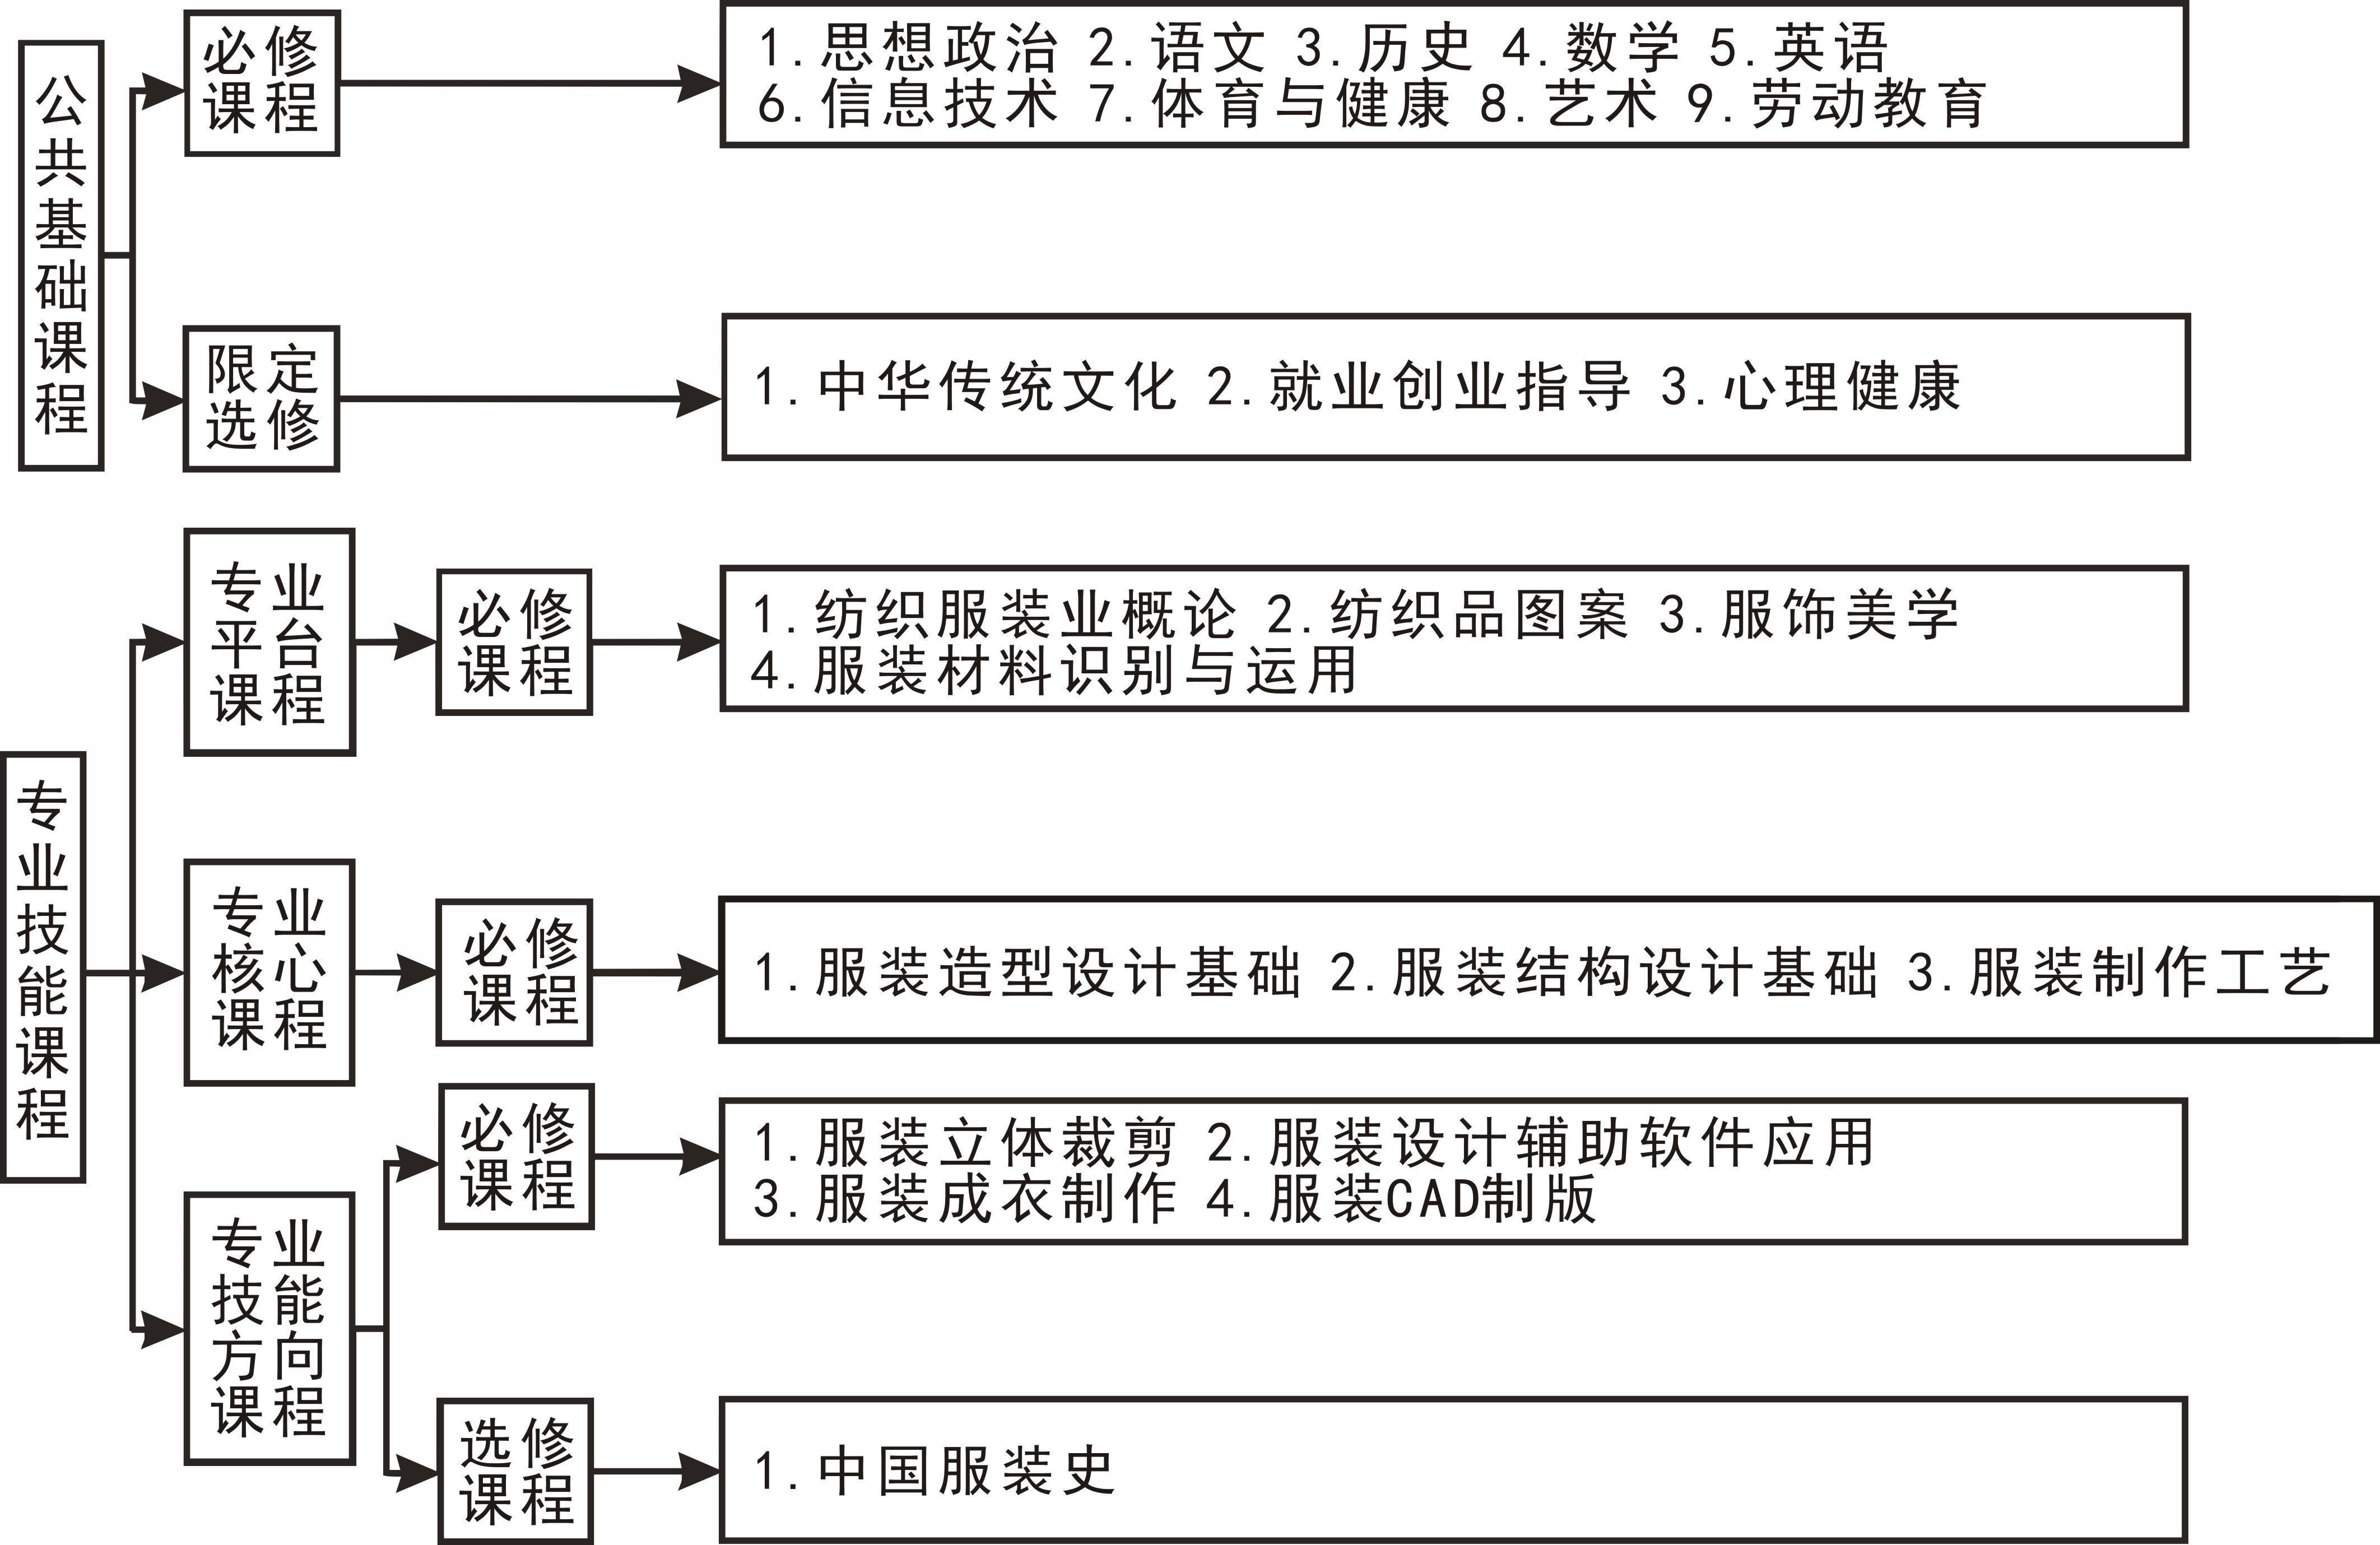 公共基础课程
必修
课程
1.思想政治 2.语文 3.历史 4.数学 5.英语
6.信息技术 7.体育与健康 8.艺术 9.劳动教育
限定
选修
1.中华传统文化 2.就业创业指导 3.心理健康
专业技能课程
专业
平台
课程
必修
课程
1.纺织服装业概论 2.纺织品图案 3.服饰美学
4.服装材料识别与运用
专业
核心
课程
必修
课程
1.服装造型设计基础 2.服装结构设计基础 3.服装制作工艺
专业
技能
方向
课程
必修
课程
1.服装立体裁剪 2.服装设计辅助软件应用
3.服装成衣制作 4.服装CAD制版
选修
课程
1.中国服装史